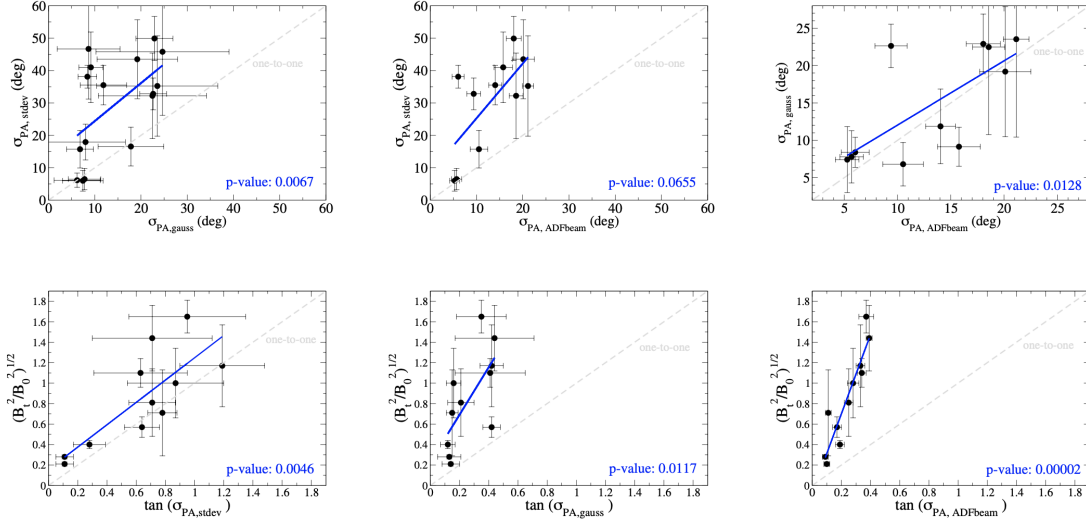 60
50
40
30
20
10
0
σPA, stdev (deg)
one-to-one
p-value: 0.0067
0 10 20 30 40 50 60
σPA,gauss (deg)
60
50
40
30
20
10
0
σPA, stdev (deg)
one-to-one
p-value: 0.0655
0 10 20 30 40 50 60
σPA, ADFbeam (deg)
25
20
15
10
5
σPA, gauss (deg)
one-to-one
p-value: 0.0128
5 10 15 20 25
σPA, ADFbeam (deg)
1.8
1.6
1.4
1.2
1
0.8
0.6
0.4
0.2
(Bt²/B0²)1/2
one-to-one
p-value: 0.0046
0 0.2 0.4 0.6 0.8 1 1.2 1.4 1.6 1.8
tan (σPA,stdev)
1.8
1.6
1.4
1.2
1
0.8
0.6
0.4
0.2
(Bt²/B0²)1/2
one-to-one
p-value: 0.0117
0 0.2 0.4 0.6 0.8 1 1.2 1.4 1.6 1.8
tan (σPA,gauss)
1.8
1.6
1.4
1.2
1
0.8
0.6
0.4
0.2
(Bt²/B0²)1/2
one-to-one
p-value: 0.00002
0 0.2 0.4 0.6 0.8 1 1.2 1.4 1.6 1.8
tan (σPA, ADFbeam)